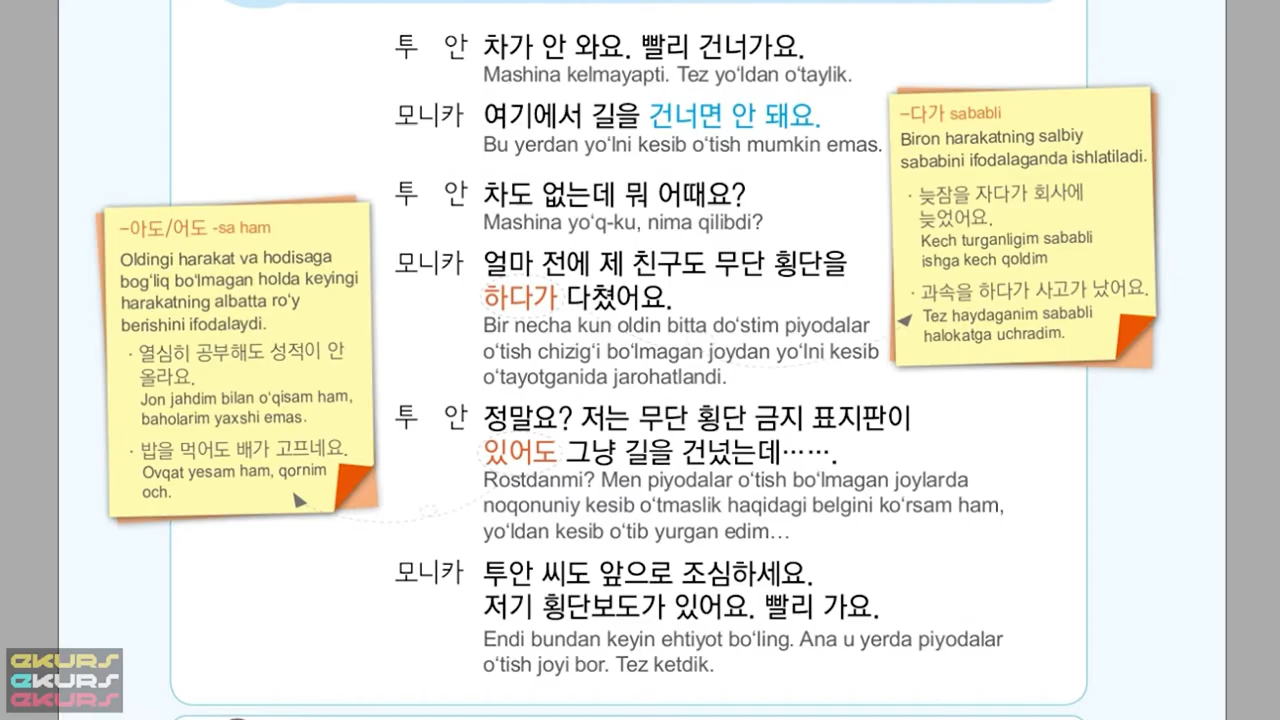 투 안 차가 안 와요. 빨리 건너가요.
Mashina kelmayapti. Tez yo‘ldan o‘taylik.
모니카 여기에서 길을 건너면 안 돼요.
Bu yerdan yo‘lni kesib o‘tish mumkin emas.
투 안 차도 없는데 뭐 어때요?
Mashina yo‘q-ku, nima qilibdi?
모니카 얼마 전에 제 친구도 무단 횡단을
하다가 다쳤어요.
Bir necha kun oldin bitta do‘stim piyodalar
o‘tish chizig‘i bo‘lmagan joydan yo‘lni kesib
o‘tayotganida jarohatlandi.
투 안 정말요? 저는 무단 횡단 금지 표지판이
있어도 그냥 길을 건넜는데…….
Rostdanmi? Men piyodalar o‘tish bo‘lmagan joylarda
noqonuniy kesib o‘tmaslik haqidagi belgini ko‘rsam ham,
yo‘ldan kesib o‘tib yurgan edim…
모니카 투안 씨도 앞으로 조심하세요.
저기 횡단보도가 있어요. 빨리 가요.
Endi bundan keyin ehtiyot bo‘ling. Ana u yerda piyodalar
o‘tish joyi bor. Tez ketdik.
–다가 sababli
Biron harakatning salbiy
sababini ifodalaganda ishlatiladi.
· 늦잠을 자다가 회사에
늦었어요.
Kech turganligim sababli
ishga kech qoldim
· 과속을 하다가 사고가 났어요.
Tez haydaganim sababli
halokatga uchradim.
–아도/어도 -sa ham
Oldingi harakat va hodisaga
bog‘liq bo‘lmagan holda keyingi
harakatning albatta ro‘y
berishini ifodalaydi.
· 열심히 공부해도 성적이 안
올라요.
Jon jahdim bilan o‘qisam ham,
baholarim yaxshi emas.
· 밥을 먹어도 배가 고프네요.
Ovqat yesam ham, qornim
och.
eKURS
eKURS
eKURS